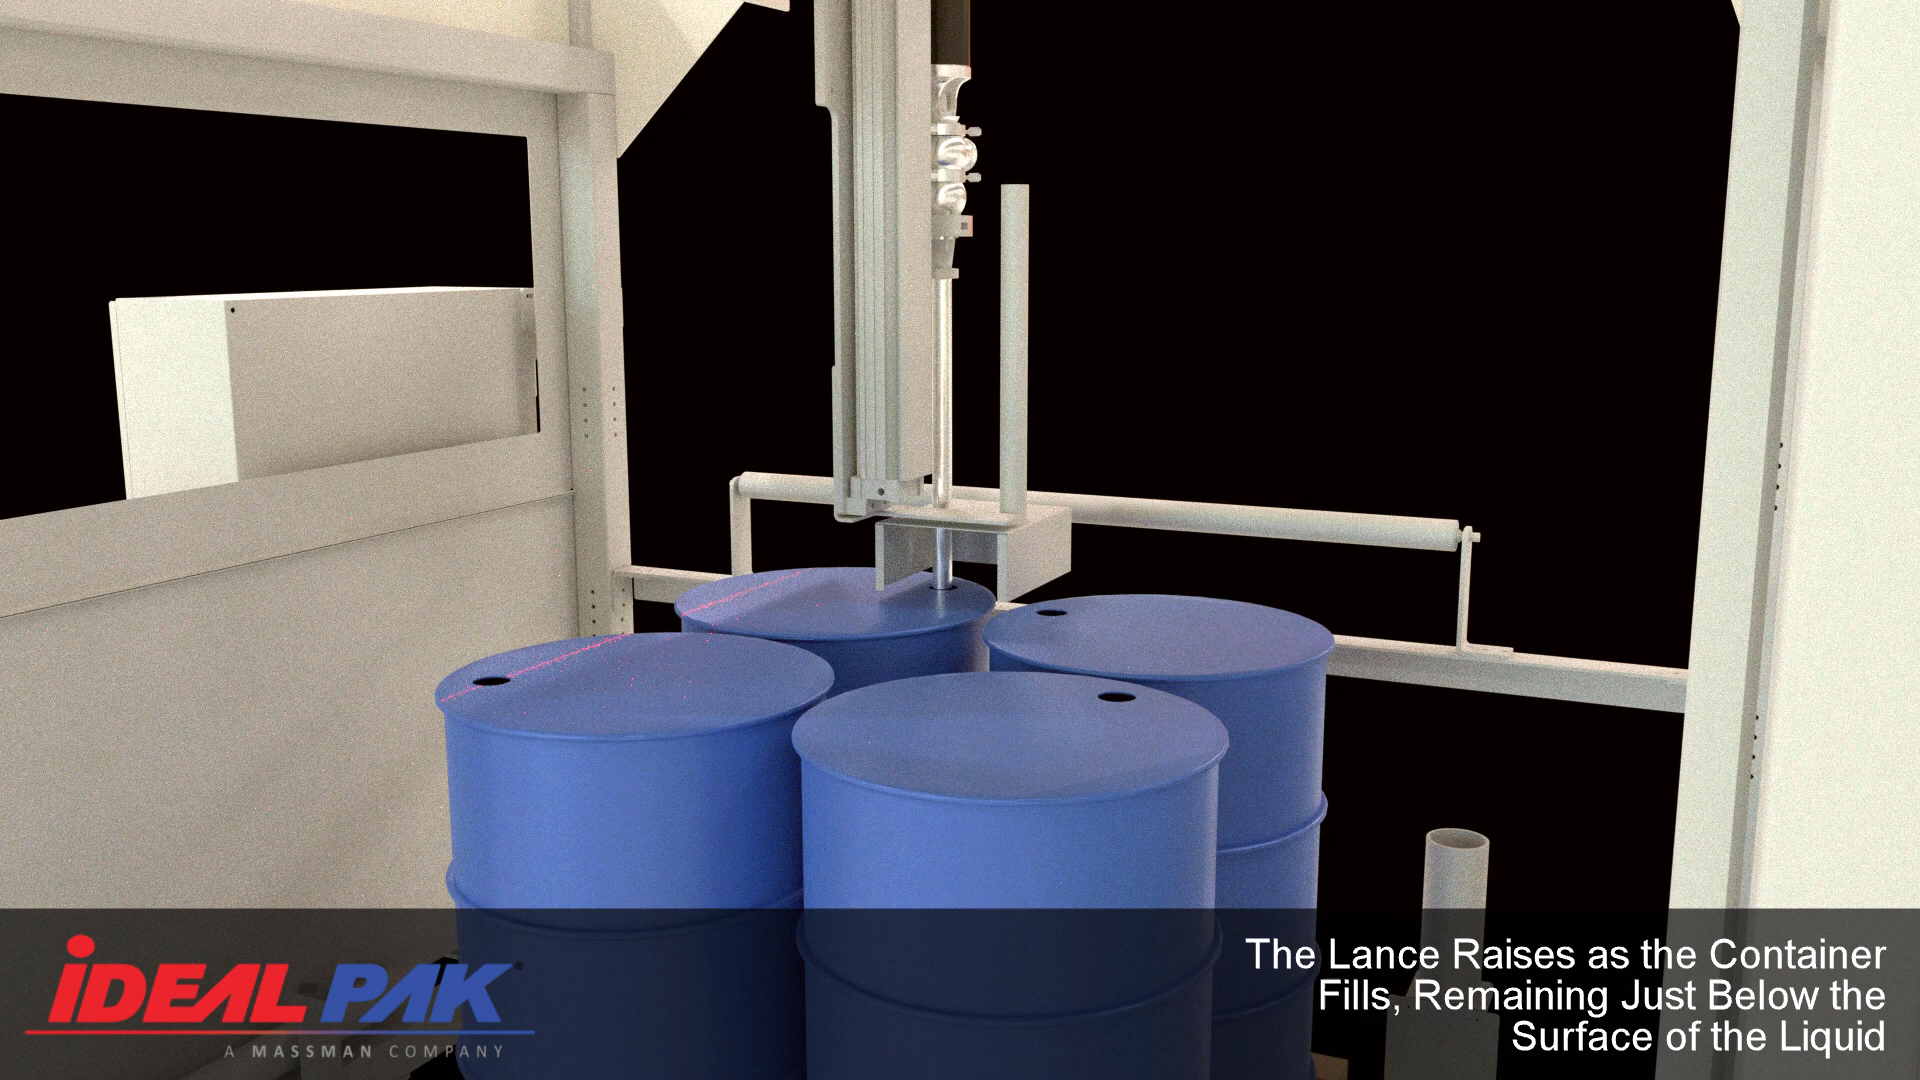 iDEAL PAK
A MASSMAN COMPANY
The Lance Raises as the Container
Fills, Remaining Just Below the
Surface of the Liquid